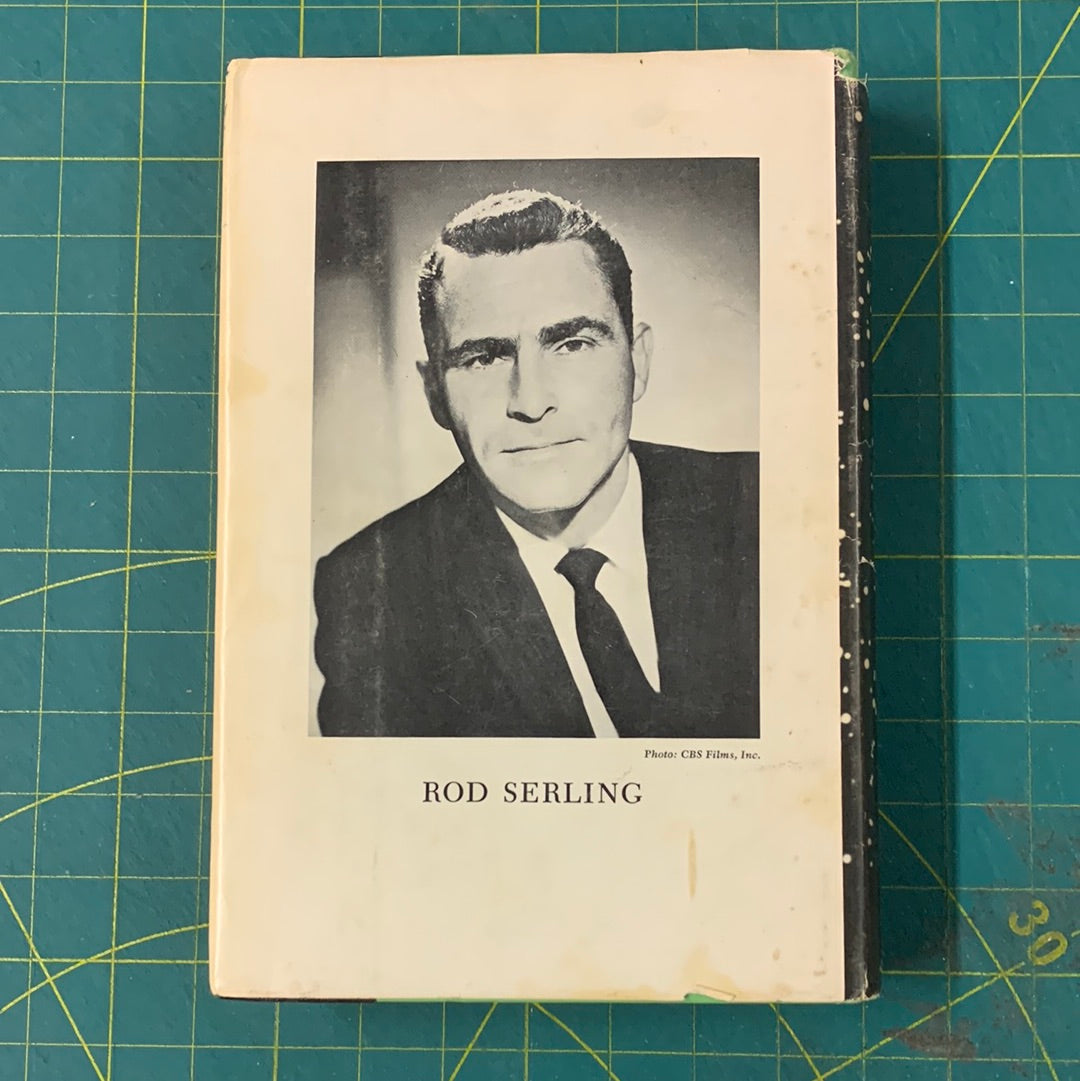 Photo: CBS Films, Inc.
ROD SERLING
30